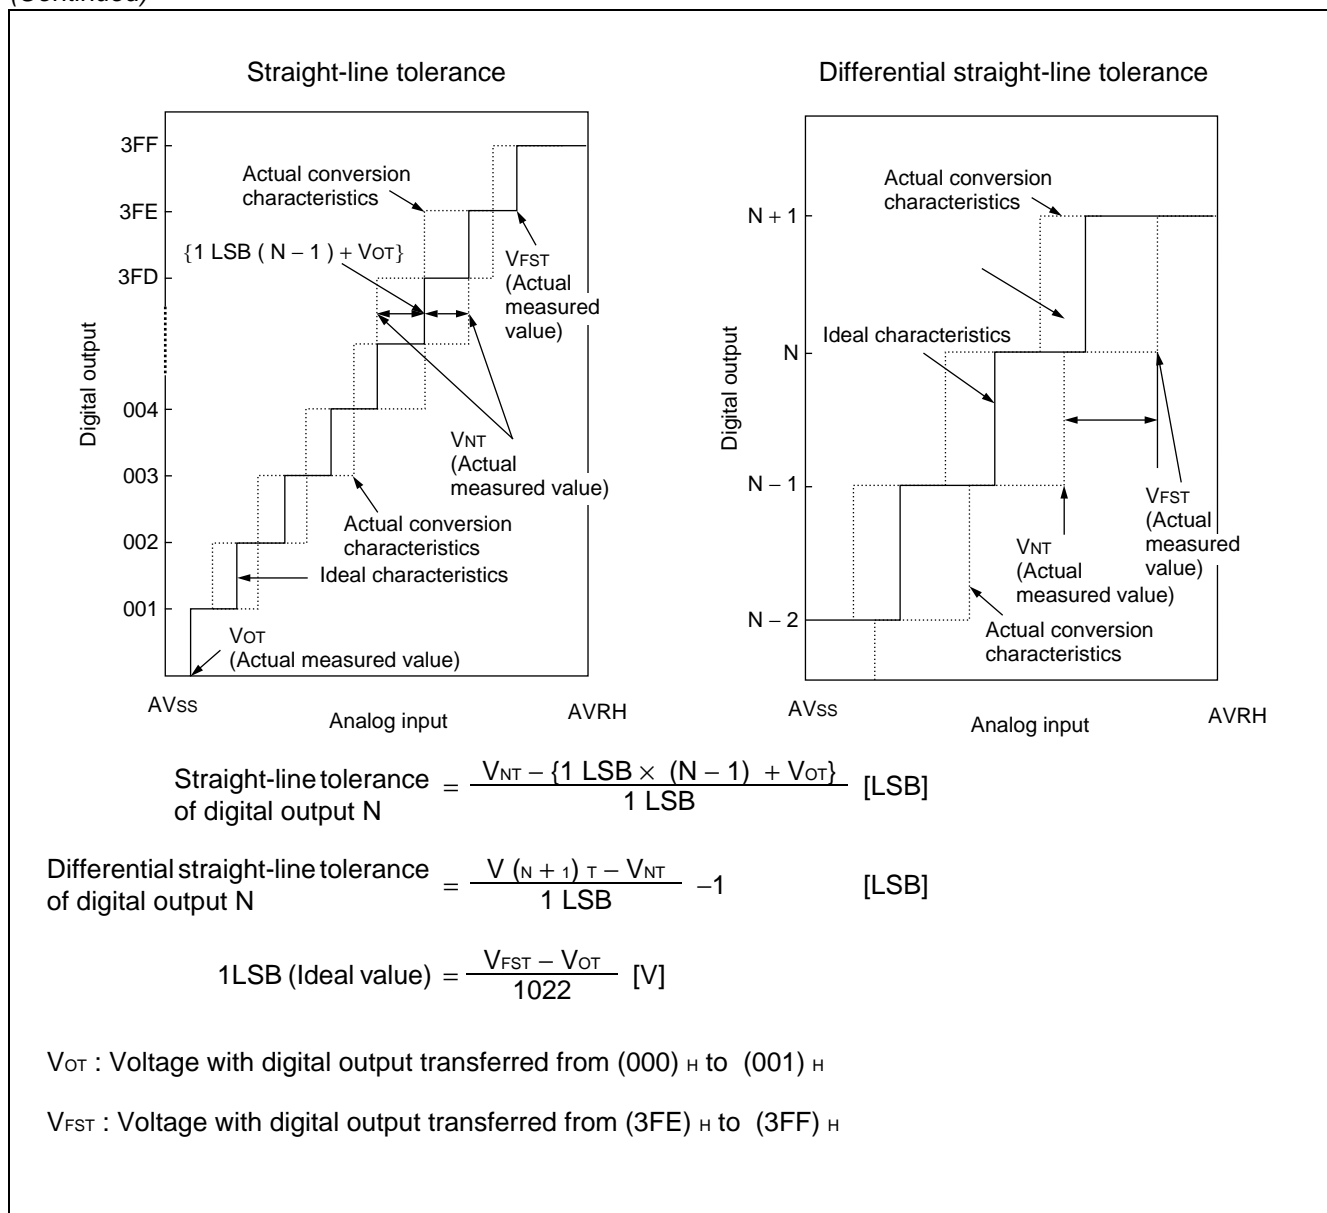 (Continued)
Straight-line tolerance
3FF
3FE
3FD
004
003
002
001
Digital output
Actual conversion
characteristics
{1 LSB ( N − 1 ) + VOT}
VFST
(Actual
measured
value)
VNT
(Actual
measured value)
Actual conversion
characteristics
Ideal characteristics
VOT
(Actual measured value)
AVSS
Analog input
AVRH
Differential straight-line tolerance
N + 1
N
N − 1
N − 2
Digital output
Actual conversion
characteristics
Ideal characteristics
VFST
(Actual
measured
value)
VNT
(Actual
measured value)
Actual conversion
characteristics
AVSS
Analog input
AVRH
Straight-line tolerance
of digital output N
= VNT − {1 LSB × (N − 1) + VOT}
1 LSB
[LSB]
Differential straight-line tolerance
of digital output N
= V (N + 1) T − VNT
1 LSB
−1 [LSB]
1LSB (Ideal value) = VFST − VOT
1022
[V]
VOT : Voltage with digital output transferred from (000) H to (001) H
VFST : Voltage with digital output transferred from (3FE) H to (3FF) H